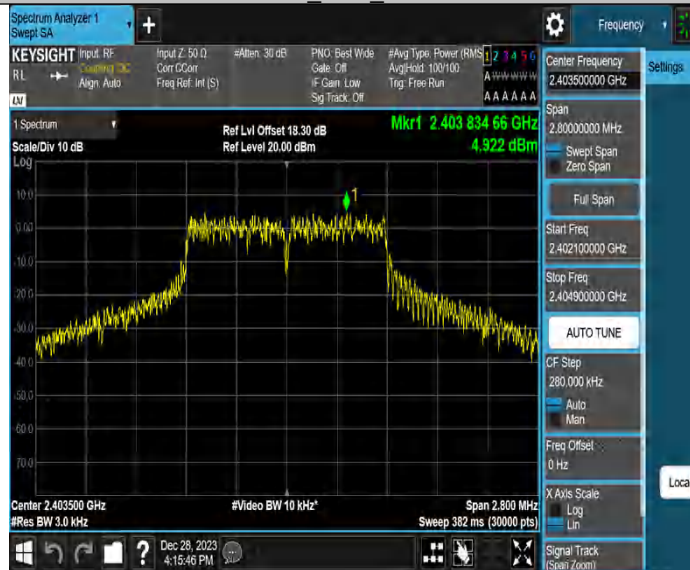 Spectrum Analyzer 1
Swept SA
+
Frequency
KEYSIGHT
RL
Input: RF
Coupling: DC
Align: Auto
Input Z: 50 Ω
Corr CCorr
Freq Ref: Int (S)
#Atten: 30 dB
PNO: Best Wide
Gate: Off
IF Gain: Low
Sig Track: Off
#Avg Type: Power (RMS
Avg|Hold: 100/100
Trig: Free Run
1 2 3 4 5 6
A W W W W W
A A A A A A
LXI
Settings
1 Spectrum
Scale/Div 10 dB
Ref Lvl Offset 18.30 dB
Ref Level 20.00 dBm
Mkr1 2.403 834 66 GHz
4.922 dBm
Log
10.0
0.00
-10.0
-20.0
-30.0
-40.0
-50.0
-60.0
-70.0
1
Center 2.403500 GHz
#Res BW 3.0 kHz
#Video BW 10 kHz*
Span 2.800 MHz
Sweep 382 ms (30000 pts)
Center Frequency
2.403500000 GHz
Span
2.80000000 MHz
Swept Span
Zero Span
Full Span
Start Freq
2.402100000 GHz
Stop Freq
2.404900000 GHz
AUTO TUNE
CF Step
280.000 kHz
Auto
Man
Freq Offset
0 Hz
X Axis Scale
Log
Lin
Signal Track
(Span Zoom)
Loca
?
Dec 28, 2023
4:15:46 PM